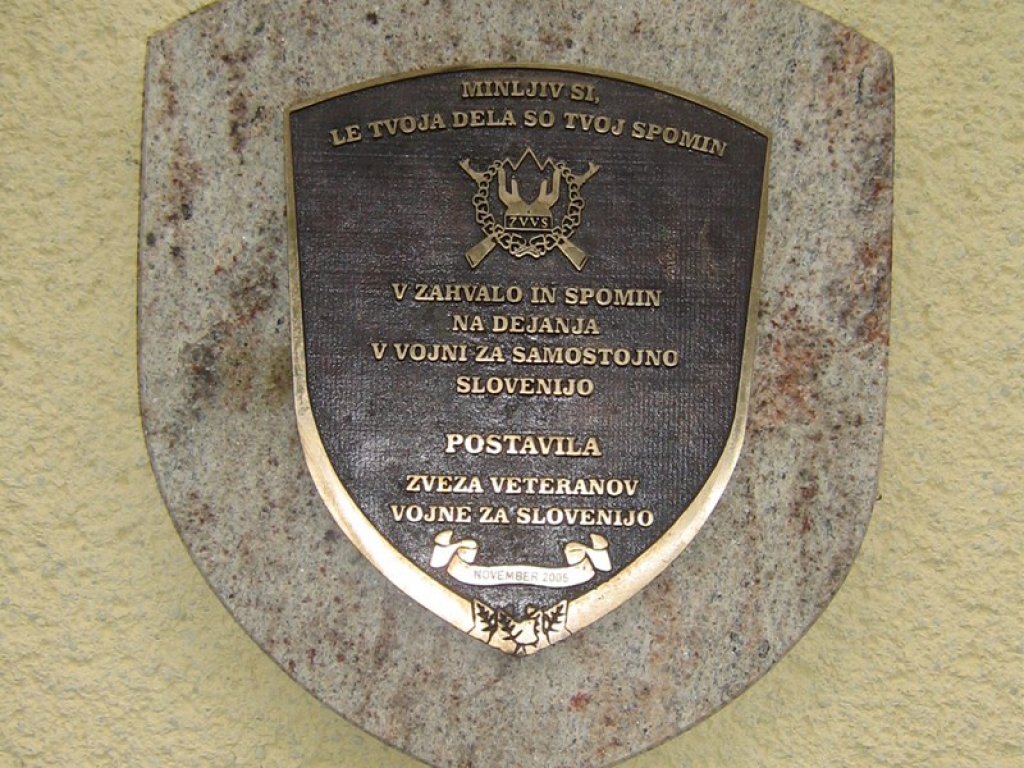 MINLJIV SI,
LE TVOJA DELA SO TVOJ SPOMIN
ZVVS
V ZAHVALO IN SPOMIN
NA DEJANJA
V VOJNI ZA SAMOSTOJNO
SLOVENIJO
POSTAVILA
ZVEZA VETERANOV
VOJNE ZA SLOVENIJO
NOVEMBER 2005